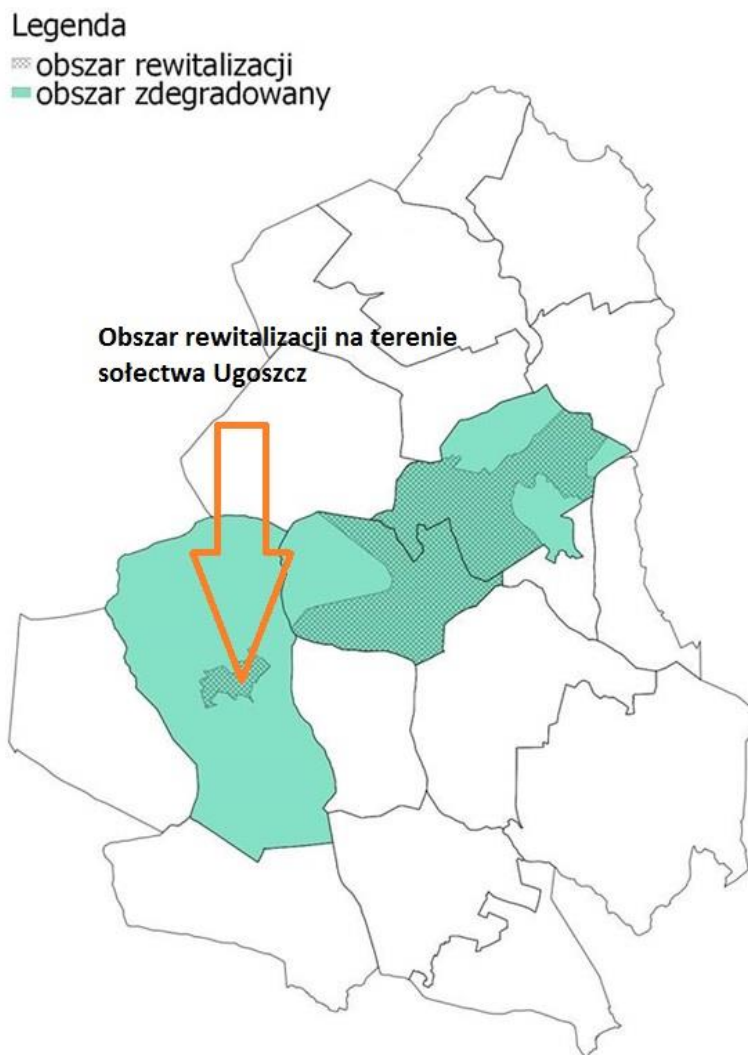 Legenda
obszar rewitalizacji
obszar zdegradowany
Obszar rewitalizacji na terenie
sołectwa Ugoszcz